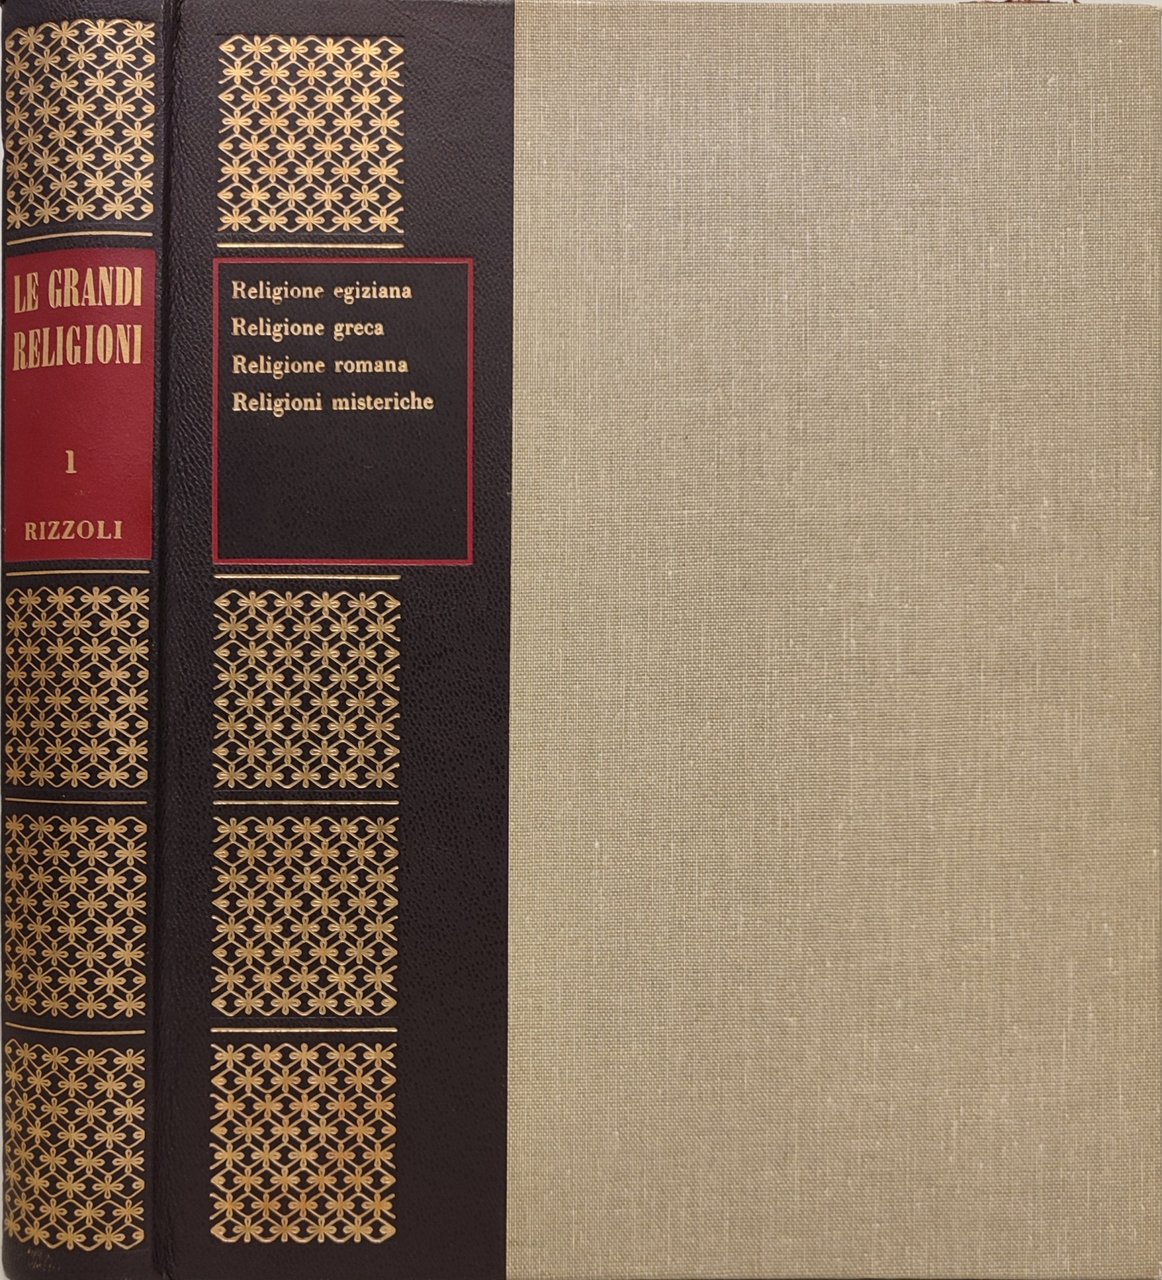 LE GRANDI
RELIGIONI
1
RIZZOLI
Religione egiziana
Religione greca
Religione romana
Religioni misteriche